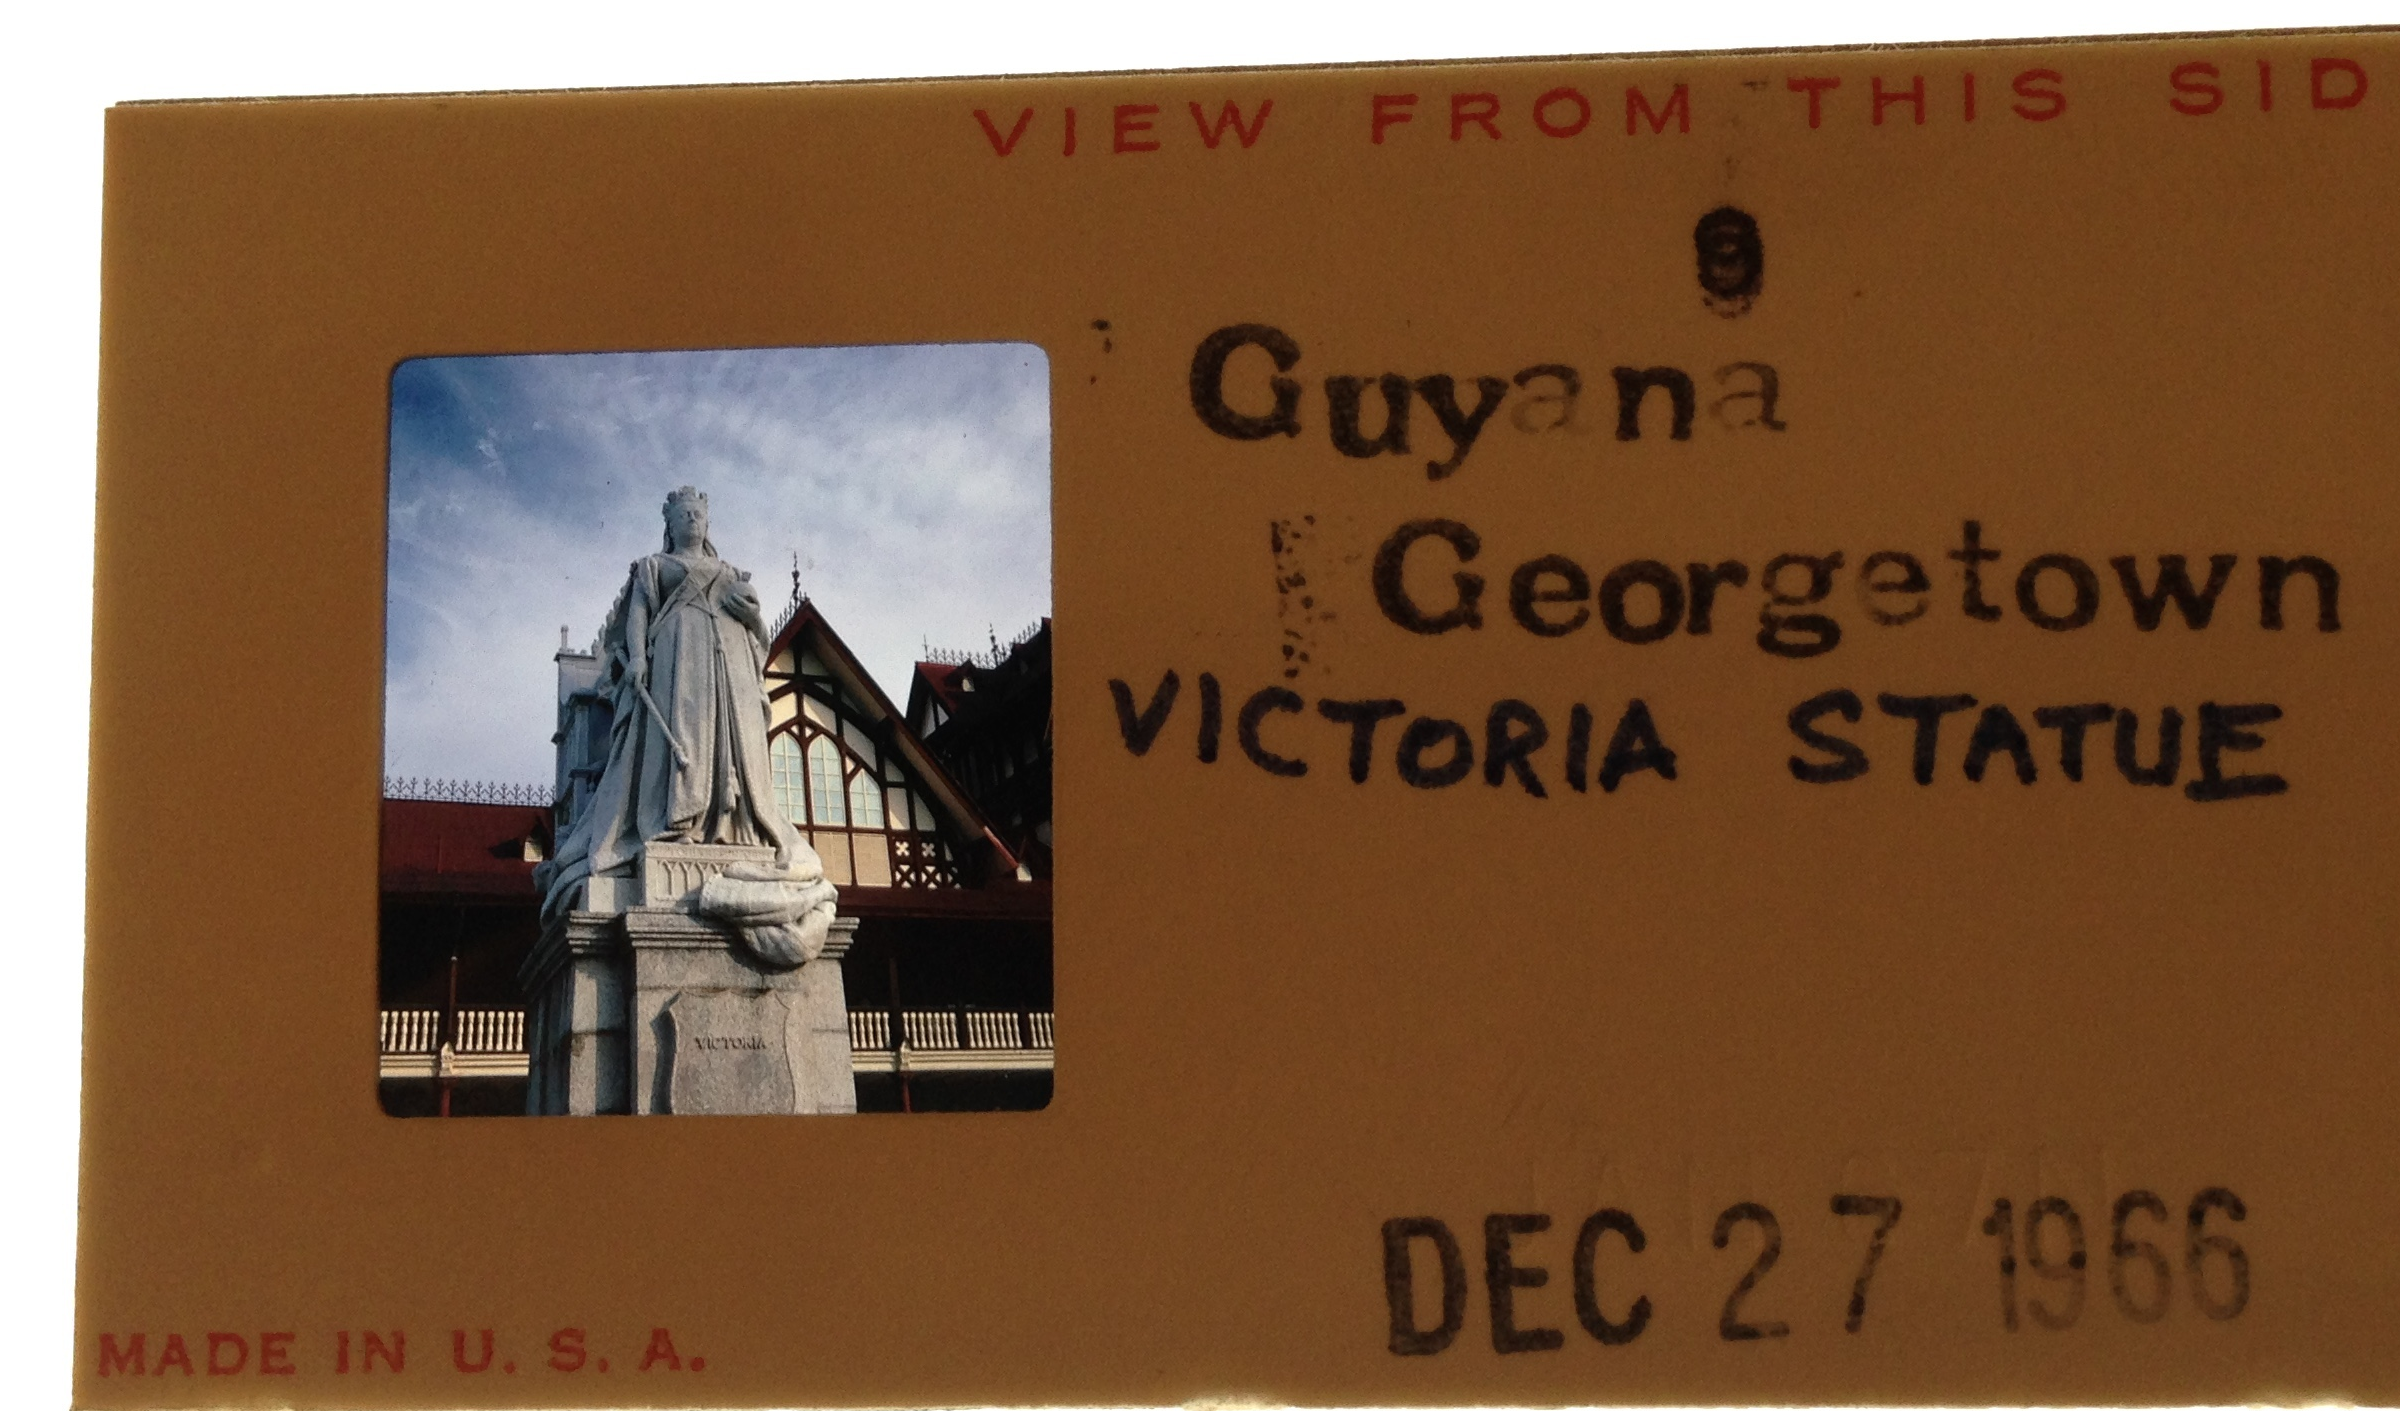 VIEW FROM THIS SID
Guyana
Georgetown
VICTORIA STATUE
VICTORIA
DEC 27 1966
MADE IN U. S. A.